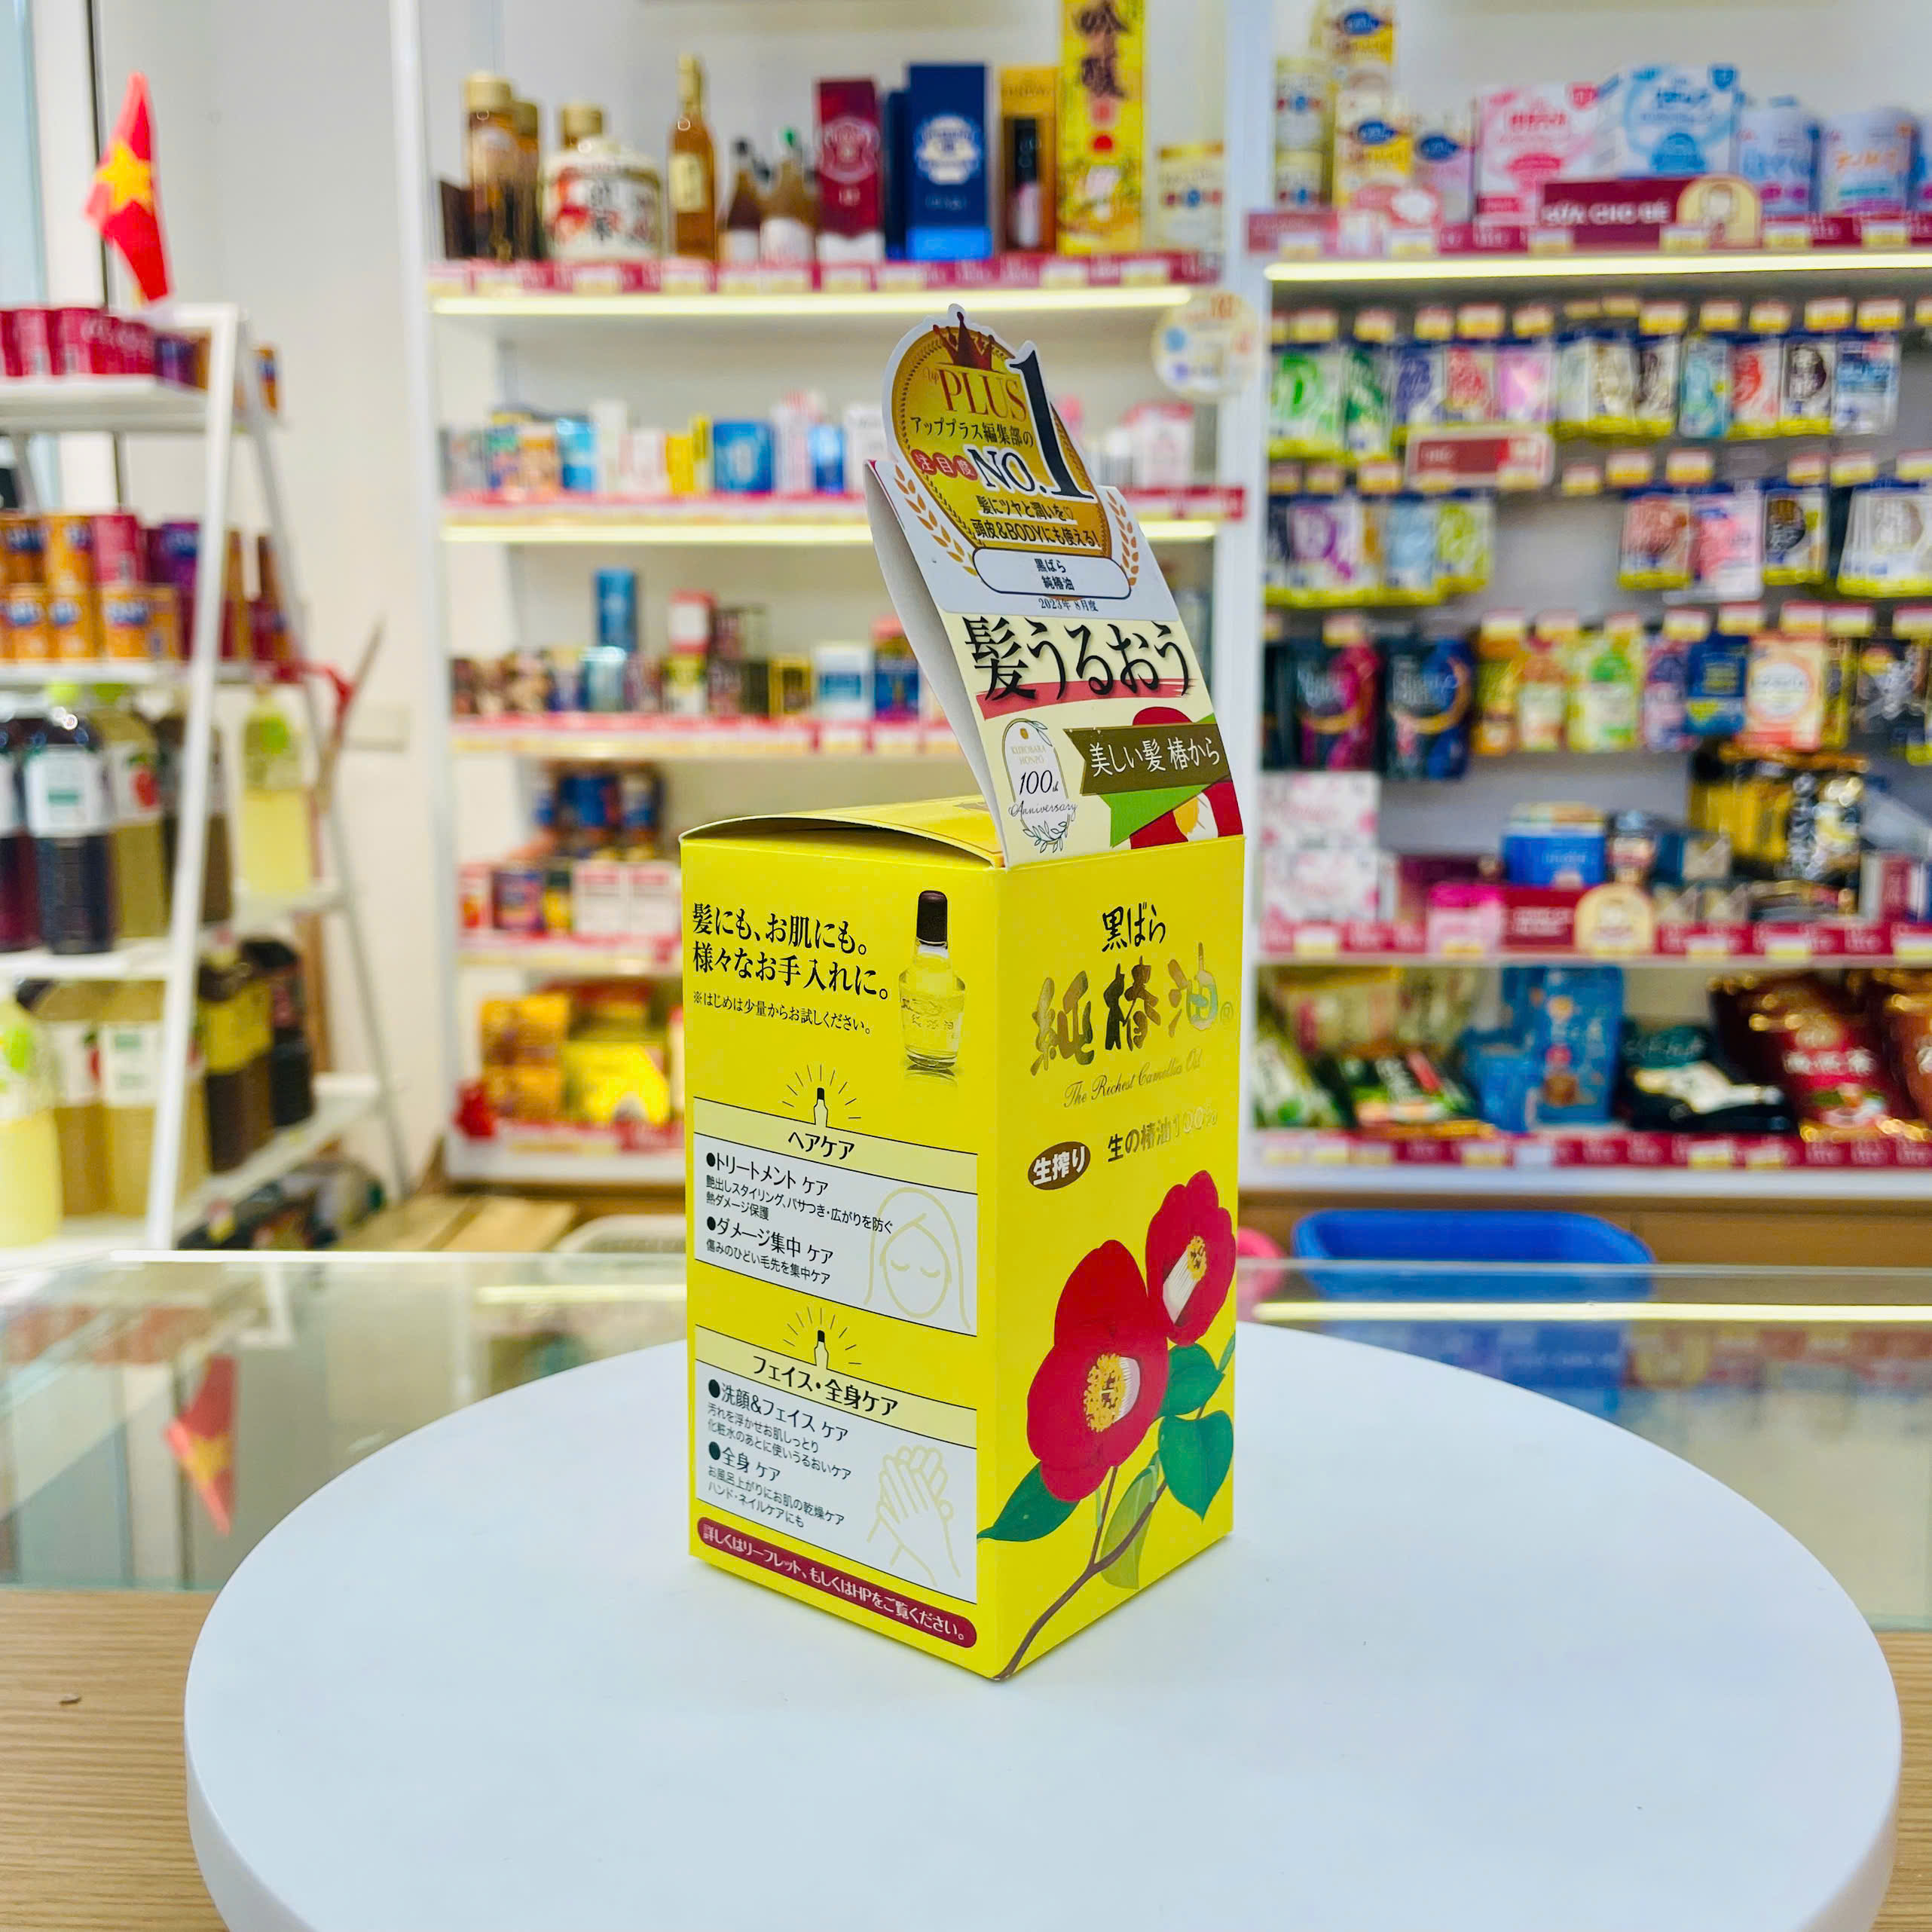 up PLUS
アッププラス編集部の
注目度 NO.1
髪にツヤと潤いを♡
頭皮&BODYにも使える!
黒ばら
純椿油
2023年 8月度
髪うるおう
KUROBARA
HONPO
100th
Anniversary
美しい髪 椿から
髪にも、お肌にも。
様々なお手入れに。
※はじめは少量からお試しください。
ヘアケア
●トリートメント ケア
艶出しスタイリング、パサつき・広がりを防ぐ
熱ダメージ保護
●ダメージ集中 ケア
傷みのひどい毛先を集中ケア
フェイス・全身ケア
●洗顔&フェイス ケア
汚れを浮かせお肌しっとり
化粧水のあとに使いうるおいケア
●全身 ケア
お風呂上がりにお肌の乾燥ケア
ハンド・ネイルケアにも
詳しくはリーフレット、もしくはHPをご覧ください。
黒ばら
純椿油®
The Richest Camellia Oil
生搾り
生の椿油100%
SỮA CHO BÉ